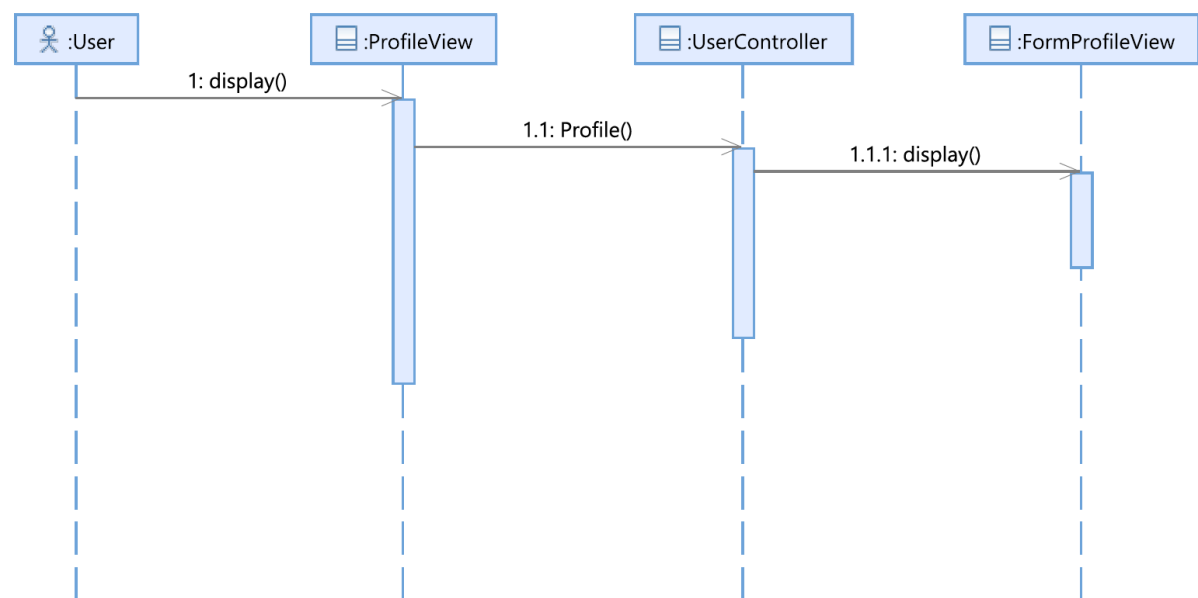 :User
:ProfileView
:UserController
:FormProfileView
1: display()
1.1: Profile()
1.1.1: display()